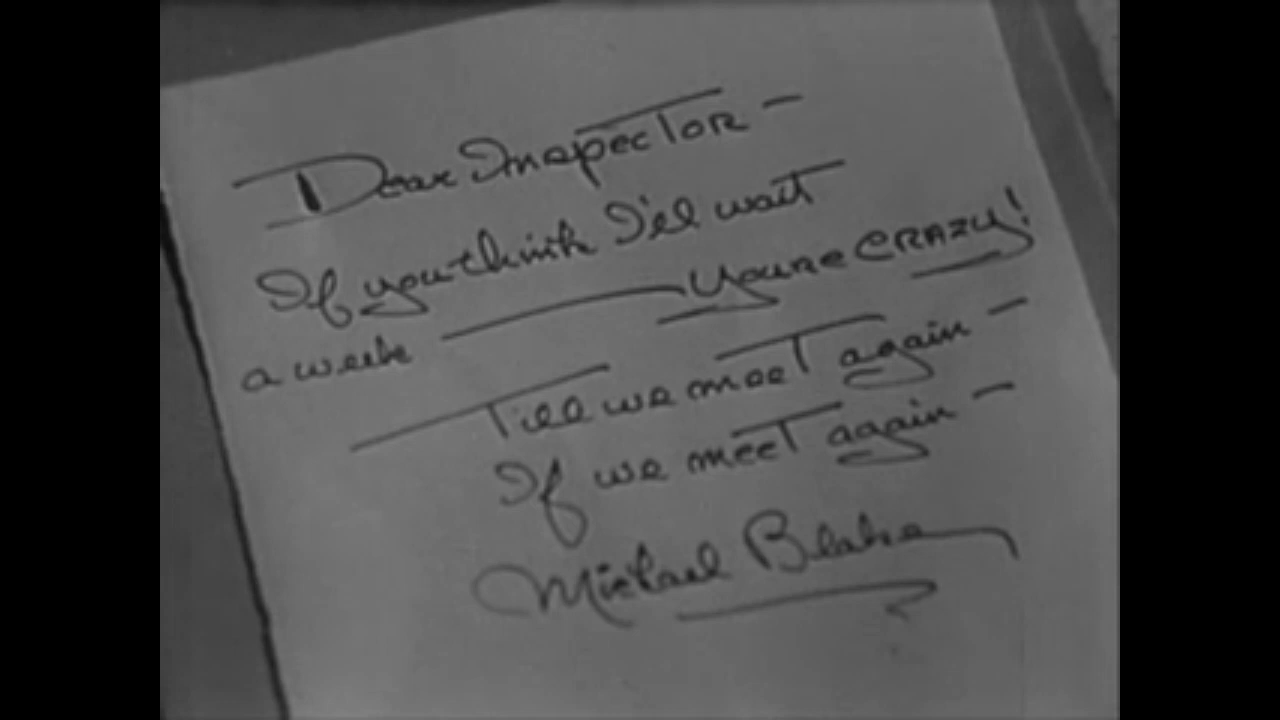 Dear Inspector —
If you think I'll wait
a week — You're CRAZY!
— Till we meet again —
If we meet again —
Michael Blake